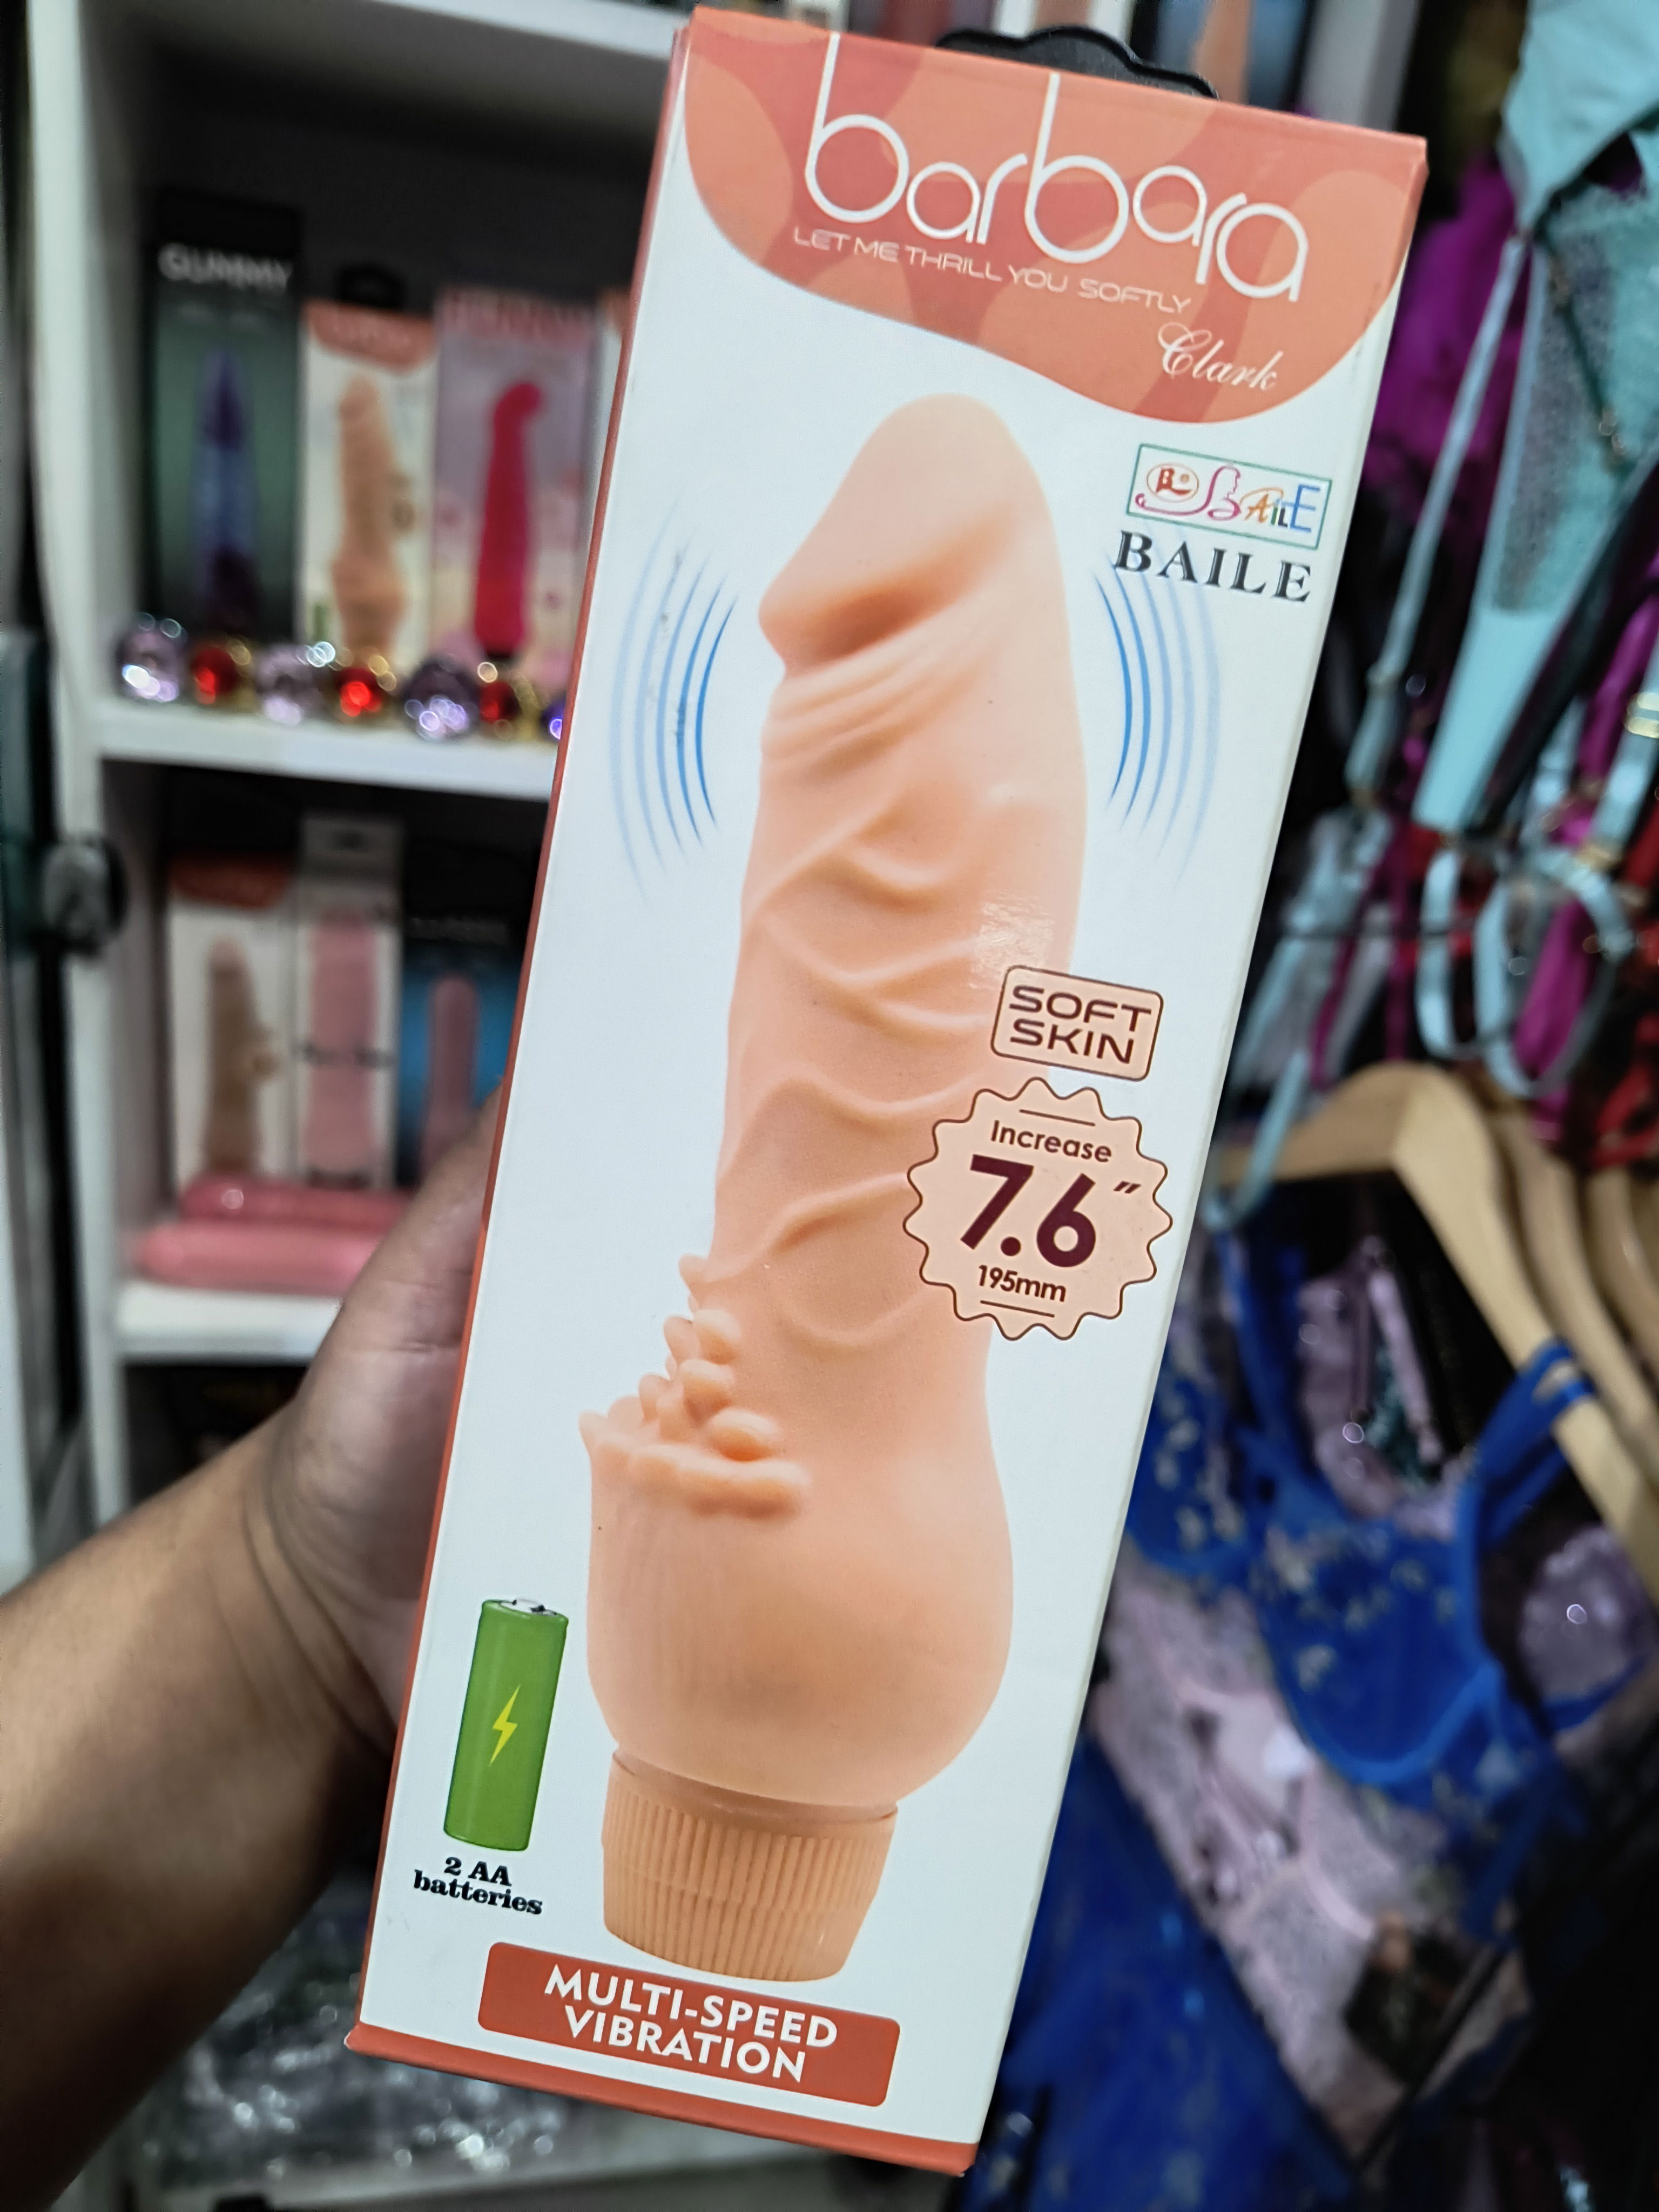 barbara
LET ME THRILL YOU SOFTLY
Clark
BAILE
BAILE
SOFT
SKIN
Increase
7.6"
195mm
2 AA
batteries
MULTI-SPEED
VIBRATION
GUMMY